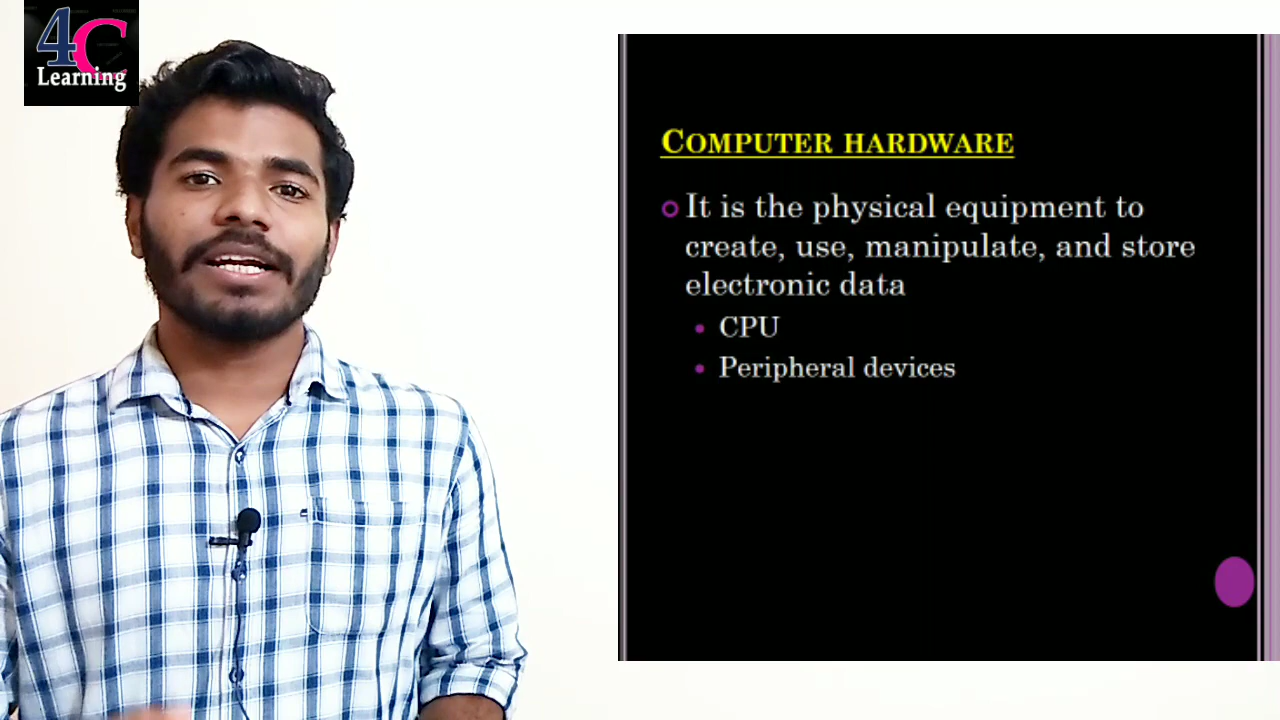 4C
Learning
COMPUTER HARDWARE
It is the physical equipment to
create, use, manipulate, and store
electronic data
CPU
Peripheral devices